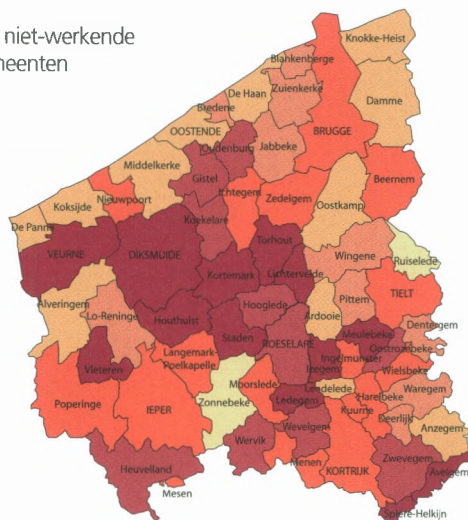 niet-werkende
neenten
Knokke-Heist
Blankenberge
Zuienkerke
De Haan
Damme
Bredene
OOSTENDE
BRUGGE
Oudenburg
Jabbeke
Middelkerke
Gistel
Beernem
Koksijde
Nieuwpoort
Ichtegem
Zedelgem
Oostkamp
De Panne
Koekelare
VEURNE
DIKSMUIDE
Torhout
Wingene
Ruiselede
Kortemark
Lichtervelde
Alveringem
Lo-Reninge
Hooglede
Pittem
TIELT
Houthulst
Ardooie
Dentergem
Staden
ROESELARE
Meulebeke
Oostrozebeke
Vleteren
Langemark-
Poelkapelle
Izegem
Ingelmunster
Wielsbeke
Poperinge
IEPER
Zonnebeke
Moorslede
Lendelede
Ledegem
Harelbeke
Waregem
Kuurne
Deerlijk
Anzegem
Wervik
Wevelgem
Heuvelland
Menen
KORTRIJK
Zwevegem
Avelgem
Mesen
Spiere-Helkijn